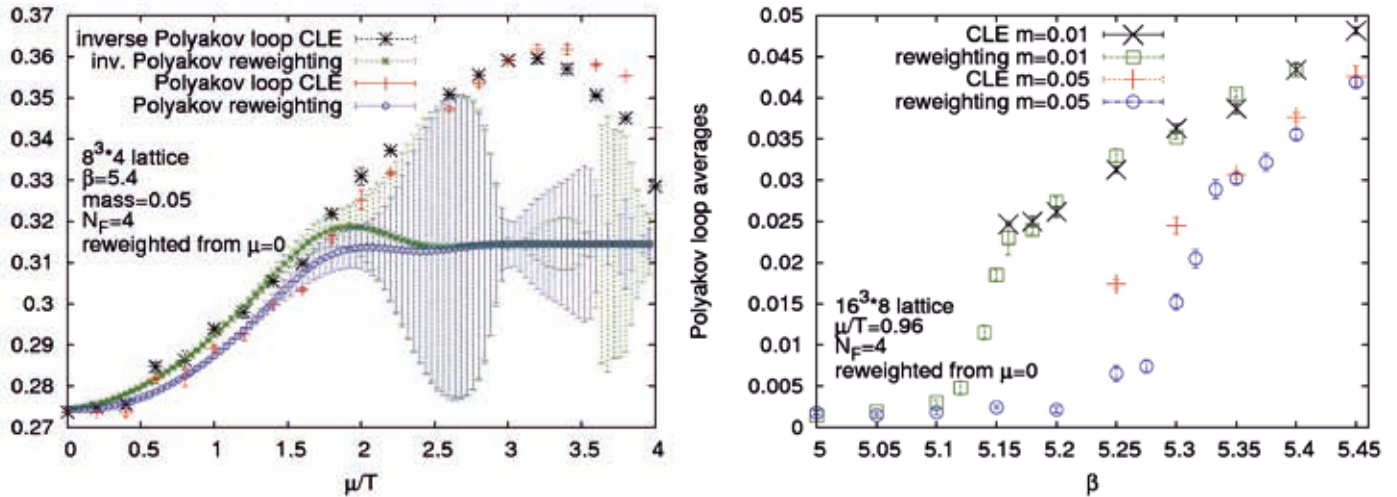 0.37
0.36
0.35
0.34
0.33
0.32
0.31
0.3
0.29
0.28
0.27
inverse Polyakov loop CLE
inv. Polyakov reweighting
Polyakov loop CLE
Polyakov reweighting
8³*4 lattice
β=5.4
mass=0.05
N_F=4
reweighted from μ=0
0 0.5 1 1.5 2 2.5 3 3.5 4
μ/T
Polyakov loop averages
0.05
0.045
0.04
0.035
0.03
0.025
0.02
0.015
0.01
0.005
0
CLE m=0.01
reweighting m=0.01
CLE m=0.05
reweighting m=0.05
16³*8 lattice
μ/T=0.96
N_F=4
reweighted from μ=0
5 5.05 5.1 5.15 5.2 5.25 5.3 5.35 5.4 5.45
β